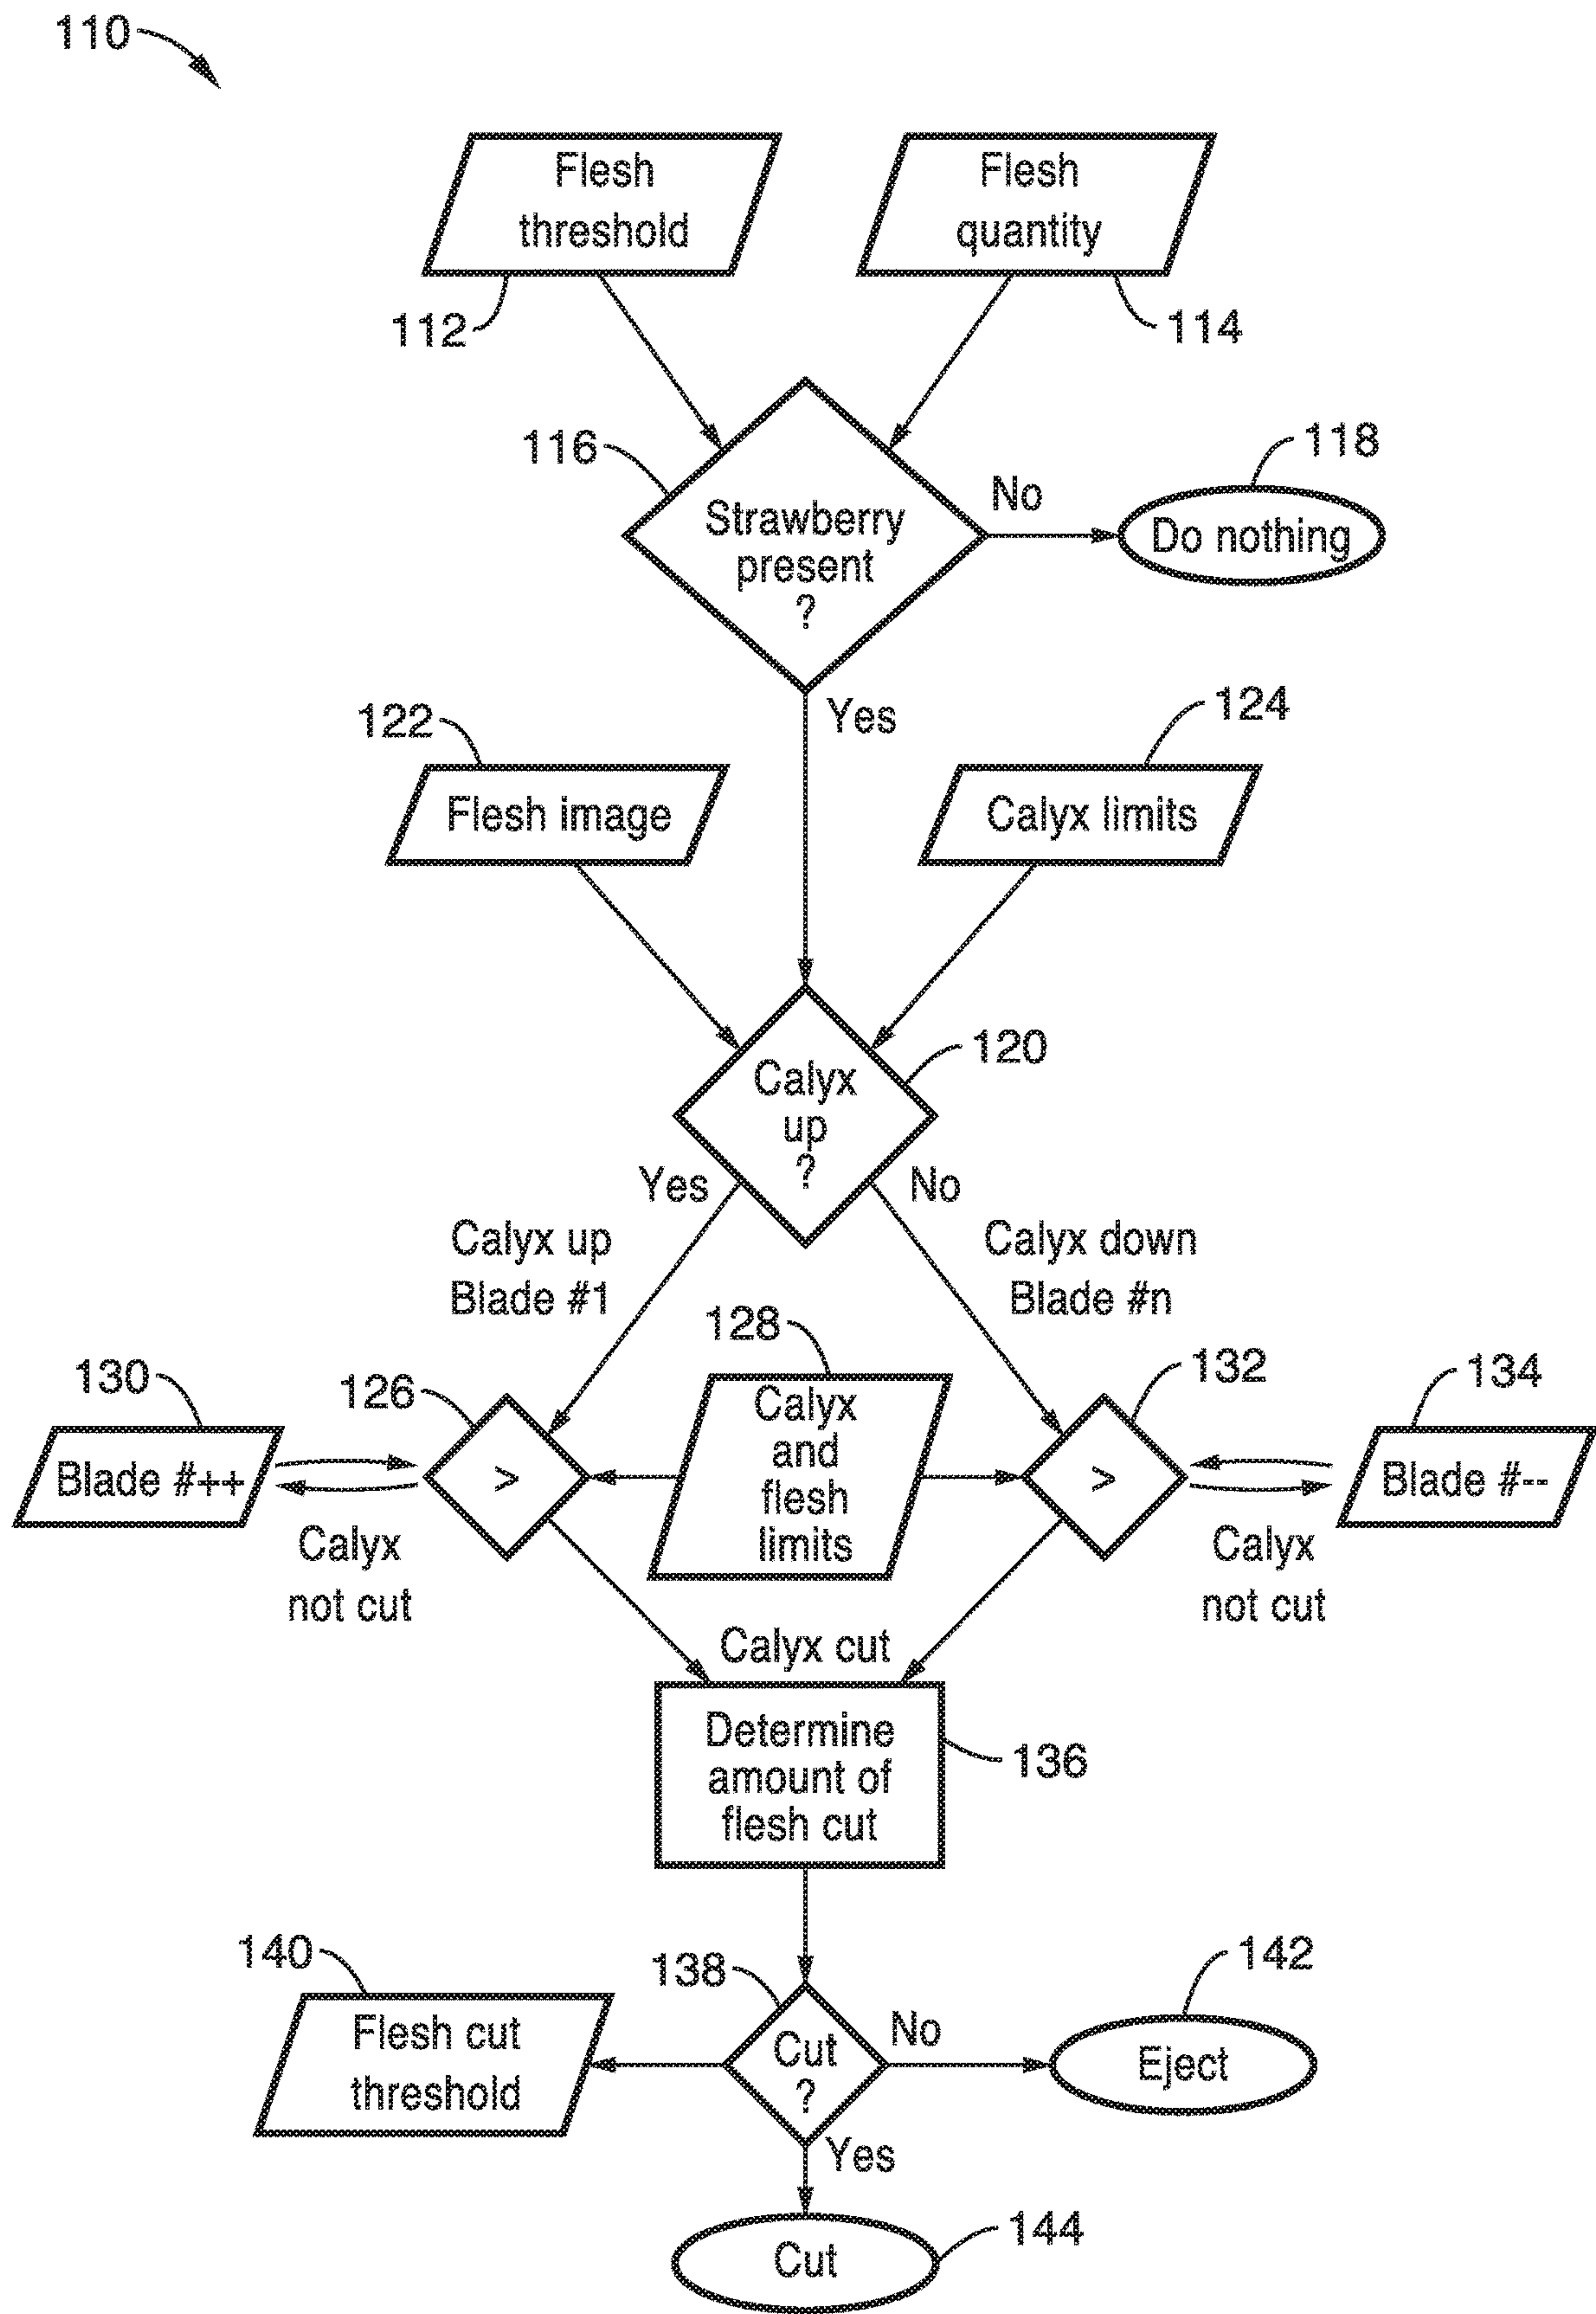 110
Flesh
threshold
Flesh
quantity
112
114
116
Strawberry
present
?
No
118
Do nothing
Yes
122
124
Flesh image
Calyx limits
120
Calyx
up
?
Yes
No
Calyx up
Blade #1
Calyx down
Blade #n
128
130
126
132
134
Blade #++
>
Calyx
and
flesh
limits
>
Blade #--
Calyx
not cut
Calyx
not cut
Calyx cut
Determine
amount of
flesh cut
136
140
138
142
Flesh cut
threshold
Cut
?
No
Eject
Yes
144
Cut